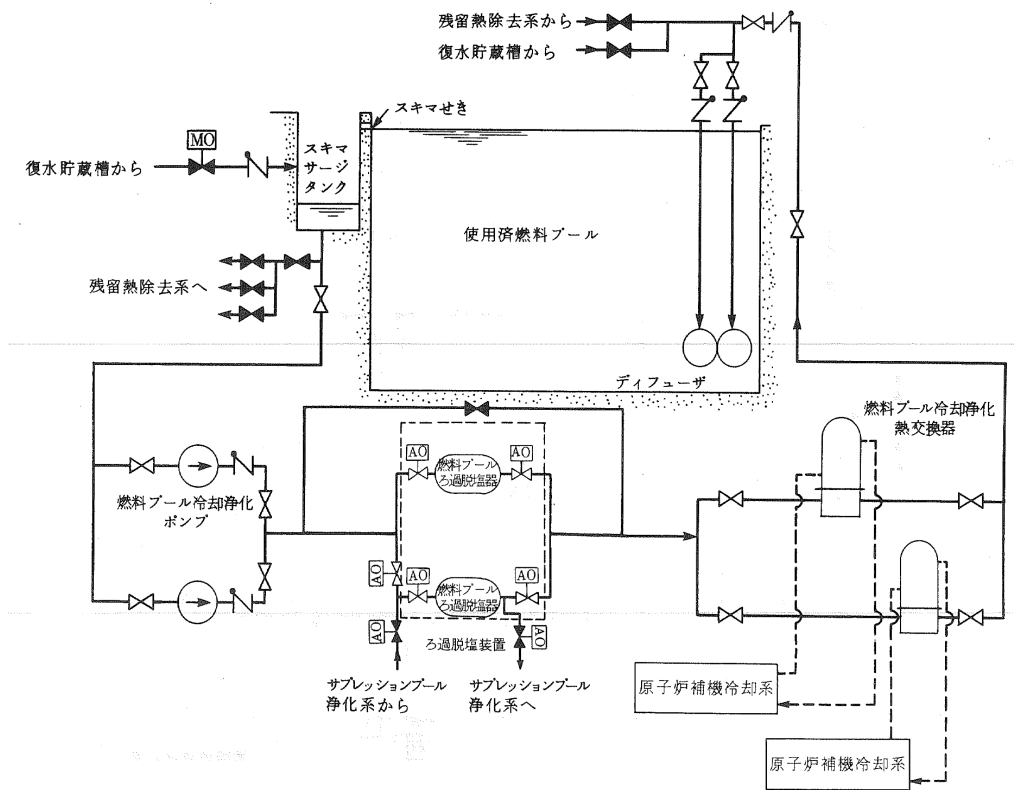 残留熱除去系から
復水貯蔵槽から
スキマせき
MO
スキマ
サージ
タンク
復水貯蔵槽から
使用済燃料プール
残留熱除去系へ
ディフューザ
燃料プール冷却浄化
熱交換器
AO
燃料プール
ろ過脱塩器
AO
燃料プール冷却浄化
ポンプ
AO
AO
燃料プール
ろ過脱塩器
AO
AO
ろ過脱塩装置
AO
サプレッションプール
浄化系から
サプレッションプール
浄化系へ
原子炉補機冷却系
原子炉補機冷却系